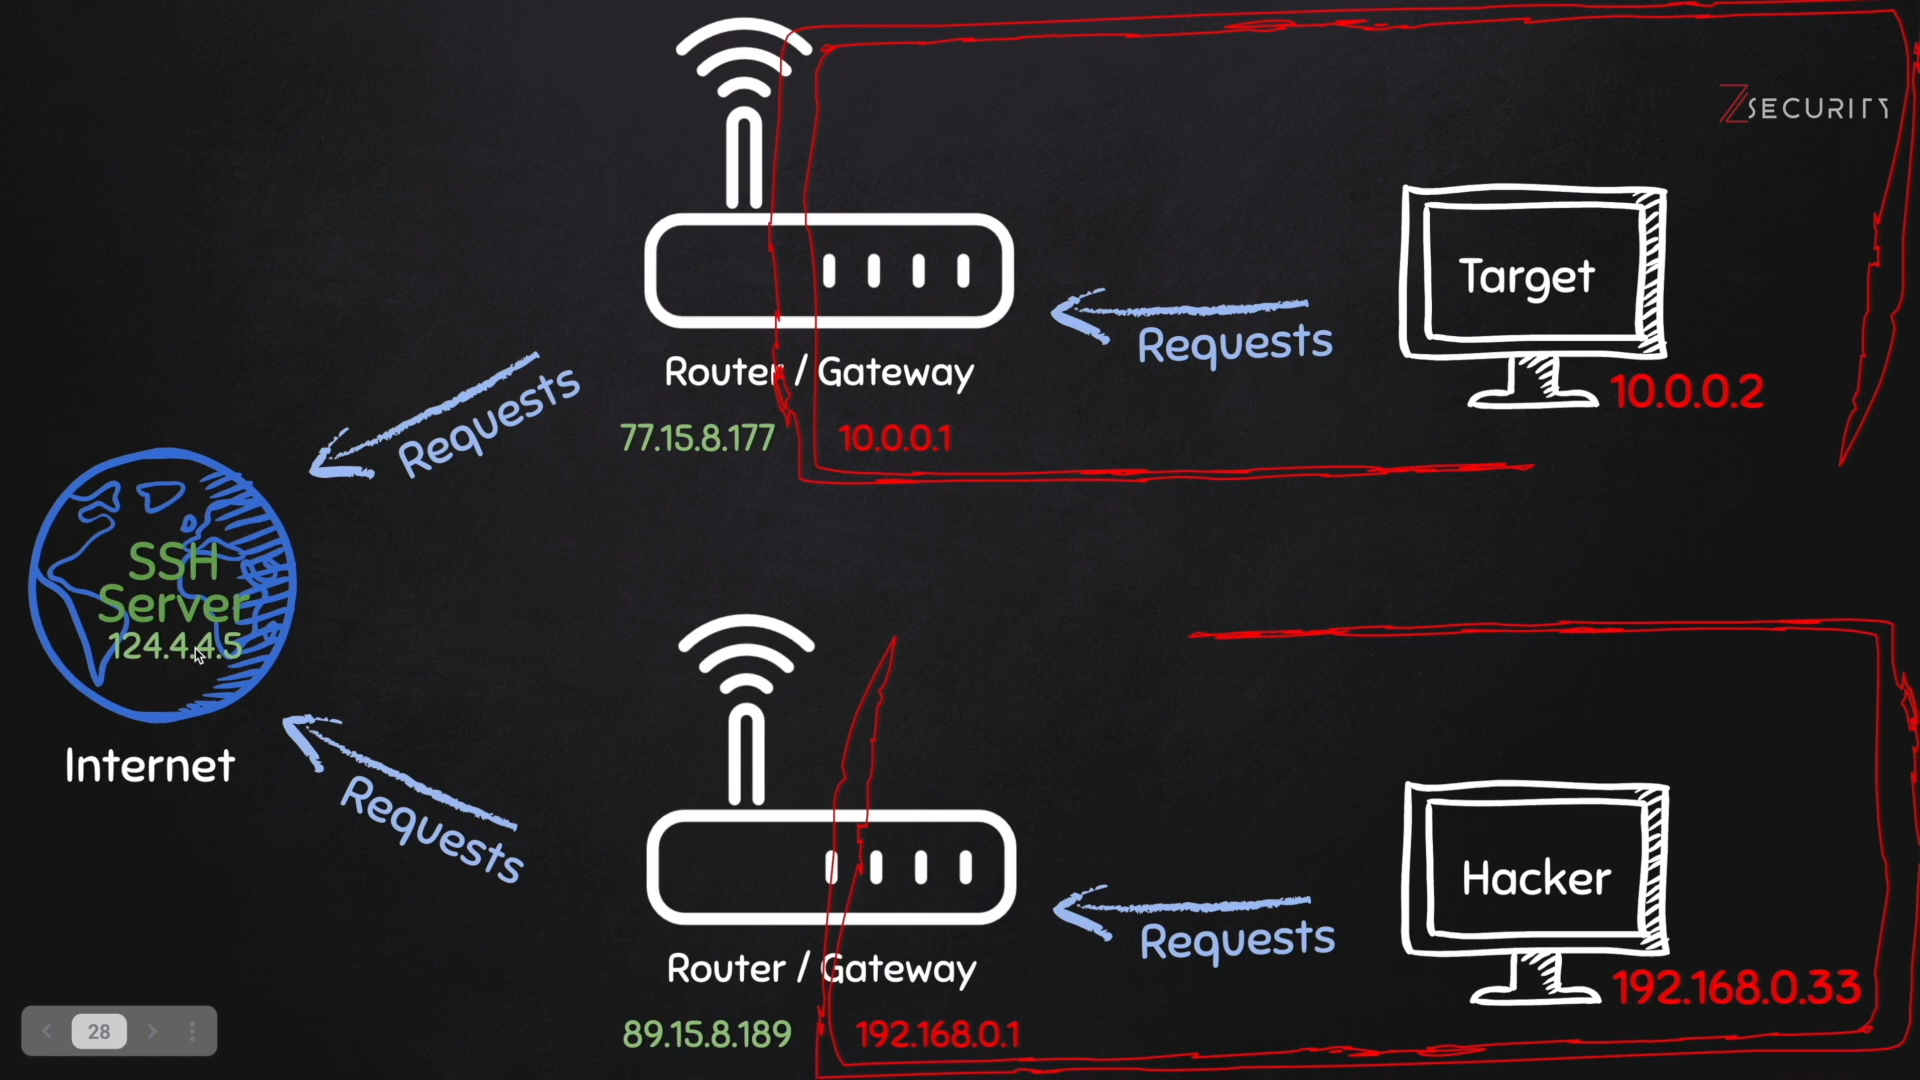 ZSECURITY
Target
Requests
10.0.0.2
Router / Gateway
77.15.8.177
10.0.0.1
Requests
SSH
Server
124.4.4.5
Internet
Requests
Hacker
Requests
192.168.0.33
Router / Gateway
89.15.8.189
192.168.0.1
28